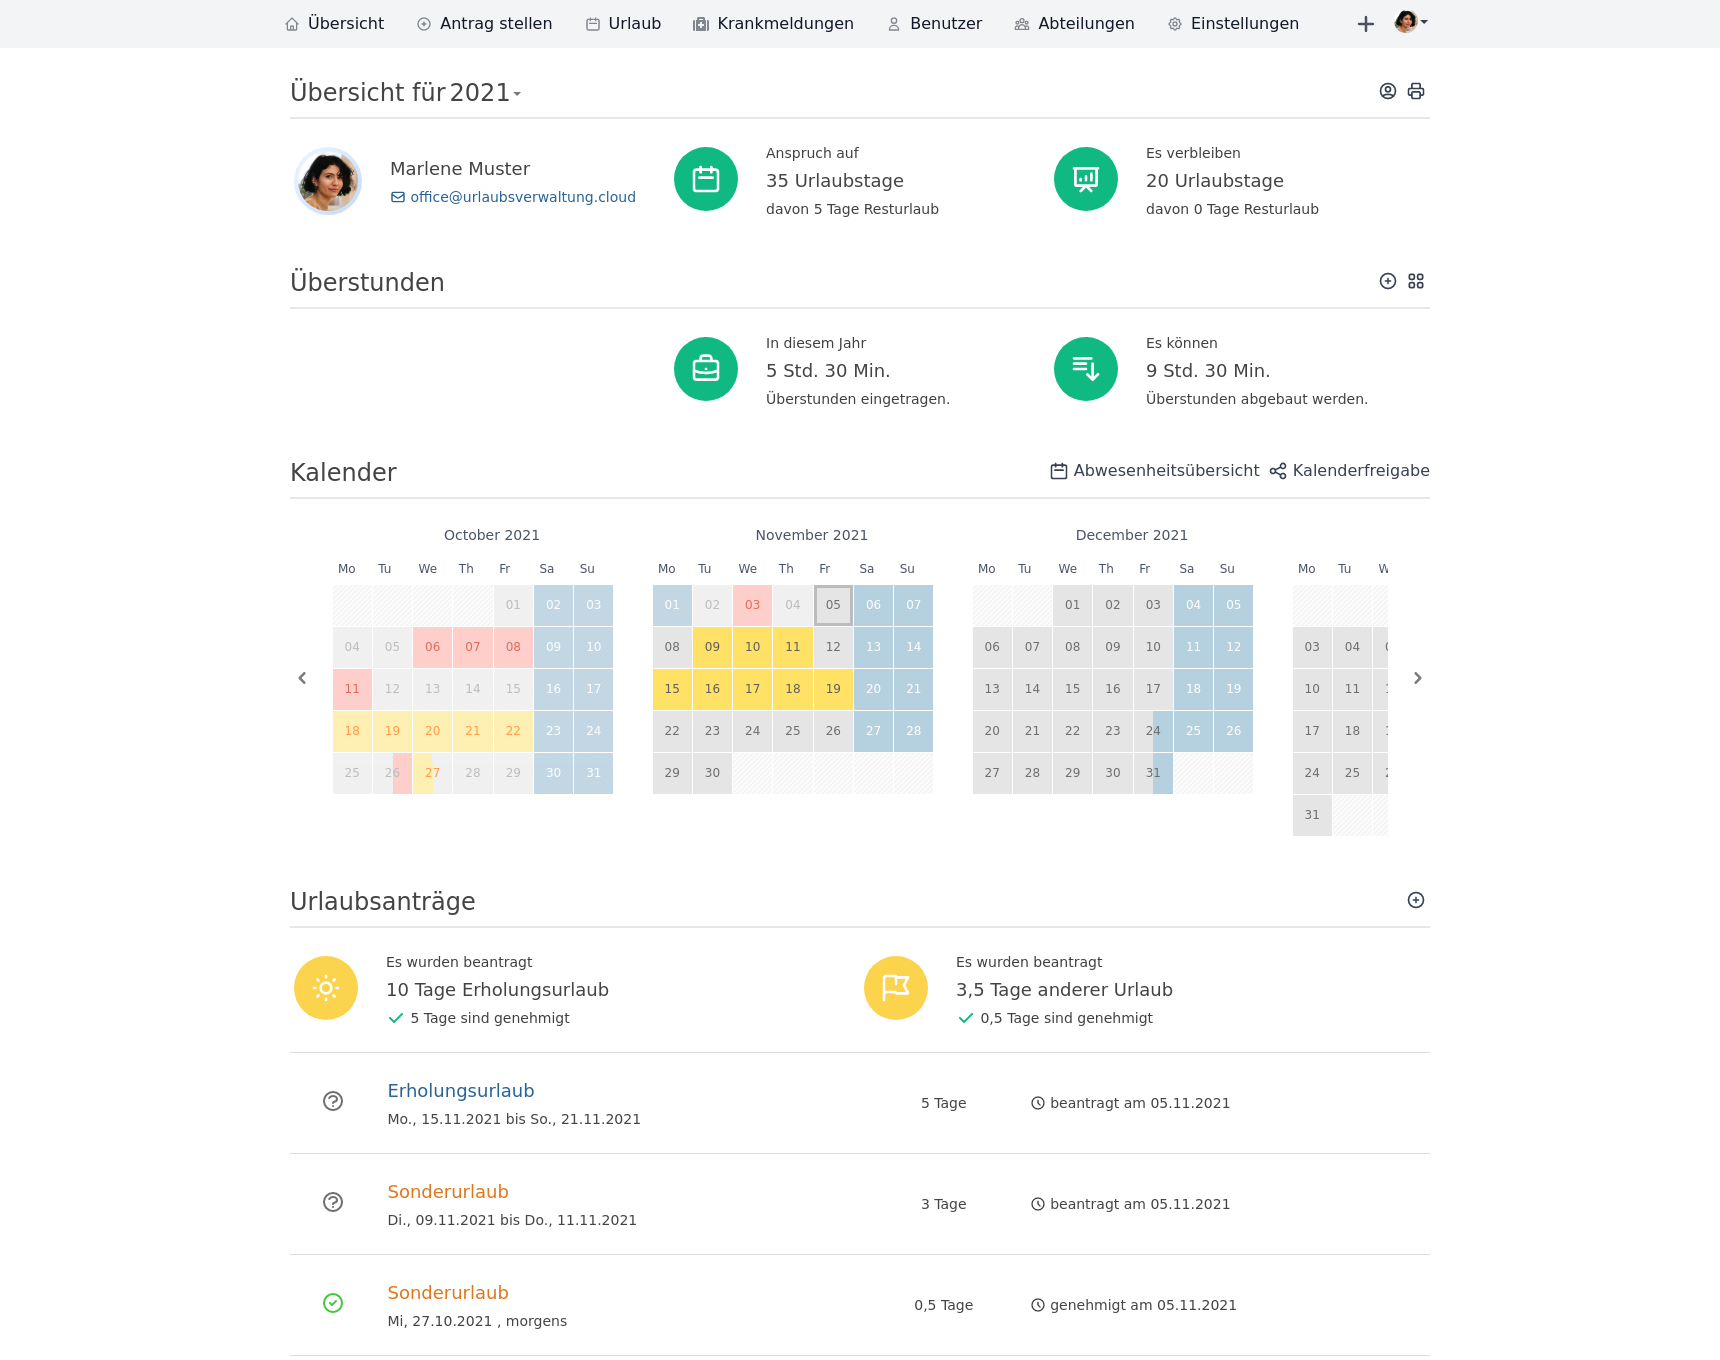 Übersicht Antrag stellen Urlaub Krankmeldungen Benutzer Abteilungen Einstellungen
Übersicht für 2021
Marlene Muster
office@urlaubsverwaltung.cloud
Anspruch auf
35 Urlaubstage
davon 5 Tage Resturlaub
Es verbleiben
20 Urlaubstage
davon 0 Tage Resturlaub
Überstunden
In diesem Jahr
5 Std. 30 Min.
Überstunden eingetragen.
Es können
9 Std. 30 Min.
Überstunden abgebaut werden.
Kalender
Abwesenheitsübersicht Kalenderfreigabe
October 2021
Mo Tu We Th Fr Sa Su
01 02 03
04 05 06 07 08 09 10
11 12 13 14 15 16 17
18 19 20 21 22 23 24
25 26 27 28 29 30 31
November 2021
Mo Tu We Th Fr Sa Su
01 02 03 04 05 06 07
08 09 10 11 12 13 14
15 16 17 18 19 20 21
22 23 24 25 26 27 28
29 30
December 2021
Mo Tu We Th Fr Sa Su
01 02 03 04 05
06 07 08 09 10 11 12
13 14 15 16 17 18 19
20 21 22 23 24 25 26
27 28 29 30 31
Mo Tu
03 04
10 11
17 18
24 25
31
Urlaubsanträge
Es wurden beantragt
10 Tage Erholungsurlaub
5 Tage sind genehmigt
Es wurden beantragt
3,5 Tage anderer Urlaub
0,5 Tage sind genehmigt
Erholungsurlaub
Mo., 15.11.2021 bis So., 21.11.2021
5 Tage
beantragt am 05.11.2021
Sonderurlaub
Di., 09.11.2021 bis Do., 11.11.2021
3 Tage
beantragt am 05.11.2021
Sonderurlaub
Mi, 27.10.2021 , morgens
0,5 Tage
genehmigt am 05.11.2021